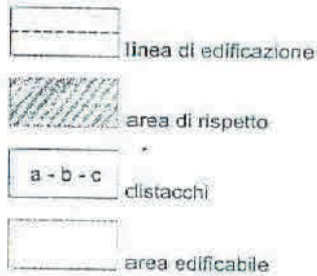 linea di edificazione
area di rispetto
a - b - c
distacchi
area edificabile